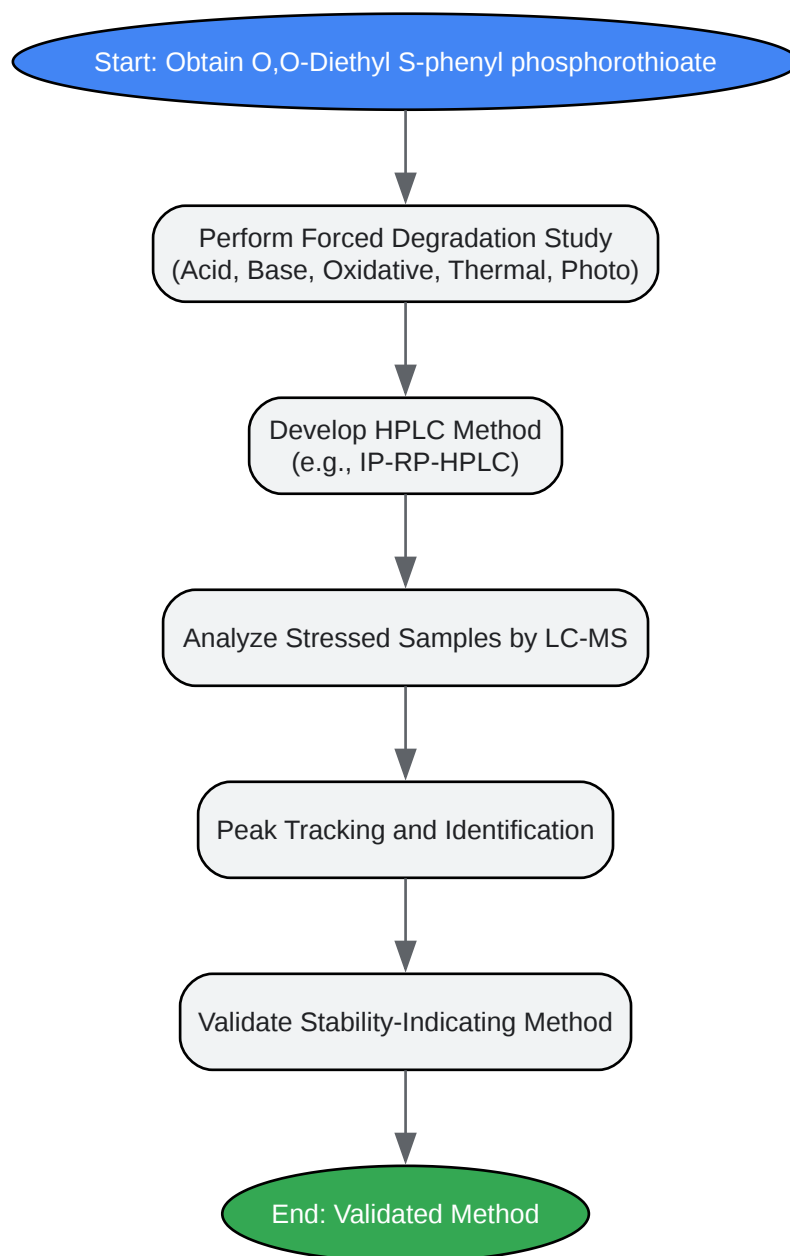 Start: Obtain O,O-Diethyl S-phenyl phosphorothioate
Perform Forced Degradation Study
(Acid, Base, Oxidative, Thermal, Photo)
Develop HPLC Method
(e.g., IP-RP-HPLC)
Analyze Stressed Samples by LC-MS
Peak Tracking and Identification
Validate Stability-Indicating Method
End: Validated Method